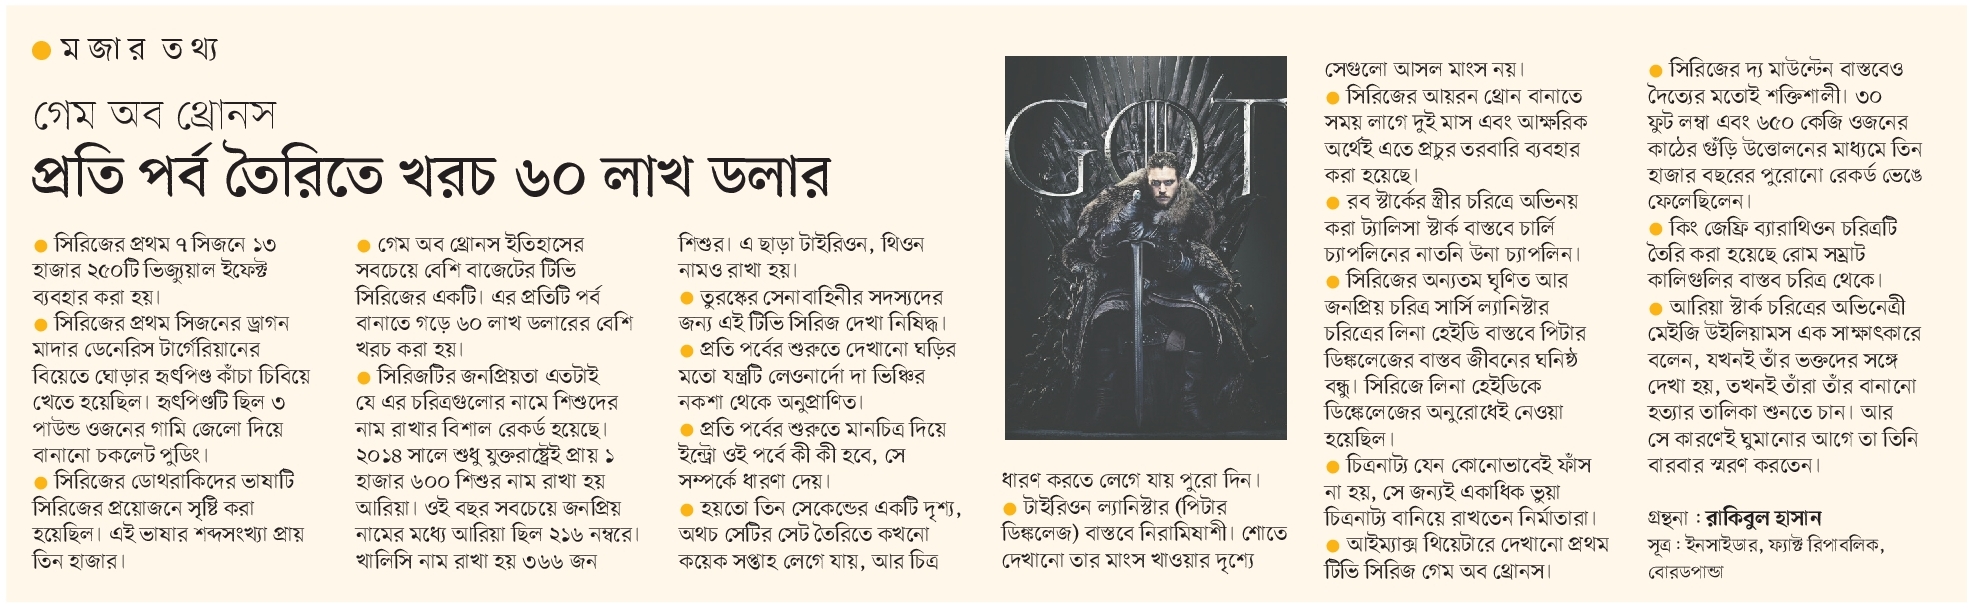 ● মজার তথ্য
গেম অব থ্রোনস
প্রতি পর্ব তৈরিতে খরচ ৬০ লাখ ডলার
● সিরিজের প্রথম ৭ সিজনে ১৩
হাজার ২৫০টি ভিজ্যুয়াল ইফেক্ট
ব্যবহার করা হয়।
● সিরিজের প্রথম সিজনের ড্রাগন
মাদার ডেনেরিস টার্গেরিয়ানের
বিয়েতে ঘোড়ার হৃৎপিণ্ড কাঁচা চিবিয়ে
খেতে হয়েছিল। হৃৎপিণ্ডটি ছিল ৩
পাউন্ড ওজনের গামি জেলো দিয়ে
বানানো চকলেট পুডিং।
● সিরিজের ডোথরাকিদের ভাষাটি
সিরিজের প্রয়োজনে সৃষ্টি করা
হয়েছিল। এই ভাষার শব্দসংখ্যা প্রায়
তিন হাজার।
● গেম অব থ্রোনস ইতিহাসের
সবচেয়ে বেশি বাজেটের টিভি
সিরিজের একটি। এর প্রতিটি পর্ব
বানাতে গড়ে ৬০ লাখ ডলারের বেশি
খরচ করা হয়।
● সিরিজটির জনপ্রিয়তা এতটাই
যে এর চরিত্রগুলোর নামে শিশুদের
নাম রাখার বিশাল রেকর্ড হয়েছে।
২০১৪ সালে শুধু যুক্তরাষ্ট্রেই প্রায় ১
হাজার ৬০০ শিশুর নাম রাখা হয়
আরিয়া। ওই বছর সবচেয়ে জনপ্রিয়
নামের মধ্যে আরিয়া ছিল ২১৬ নম্বরে।
খালিসি নাম রাখা হয় ৩৬৬ জন
শিশুর। এ ছাড়া টাইরিওন, থিওন
নামও রাখা হয়।
● তুরস্কের সেনাবাহিনীর সদস্যদের
জন্য এই টিভি সিরিজ দেখা নিষিদ্ধ।
● প্রতি পর্বের শুরুতে দেখানো ঘড়ির
মতো যন্ত্রটি লেওনার্দো দা ভিঞ্চির
নকশা থেকে অনুপ্রাণিত।
● প্রতি পর্বের শুরুতে মানচিত্র দিয়ে
ইন্ট্রো ওই পর্বে কী কী হবে, সে
সম্পর্কে ধারণা দেয়।
● হয়তো তিন সেকেন্ডের একটি দৃশ্য,
অথচ সেটির সেট তৈরিতে কখনো
কয়েক সপ্তাহ লেগে যায়, আর চিত্র
GOT
ধারণ করতে লেগে যায় পুরো দিন।
● টাইরিওন ল্যানিস্টার (পিটার
ডিঙ্কলেজ) বাস্তবে নিরামিষাশী। শোতে
দেখানো তার মাংস খাওয়ার দৃশ্যে
সেগুলো আসল মাংস নয়।
● সিরিজের আয়রন থ্রোন বানাতে
সময় লাগে দুই মাস এবং আক্ষরিক
অর্থেই এতে প্রচুর তরবারি ব্যবহার
করা হয়েছে।
● রব স্টার্কের স্ত্রীর চরিত্রে অভিনয়
করা ট্যালিসা স্টার্ক বাস্তবে চার্লি
চ্যাপলিনের নাতনি উনা চ্যাপলিন।
● সিরিজের অন্যতম ঘৃণিত আর
জনপ্রিয় চরিত্র সার্সি ল্যানিস্টার
চরিত্রের লিনা হেইডি বাস্তবে পিটার
ডিঙ্কলেজের বাস্তব জীবনের ঘনিষ্ঠ
বন্ধু। সিরিজে লিনা হেইডিকে
ডিঙ্কেলেজের অনুরোধেই নেওয়া
হয়েছিল।
● চিত্রনাট্য যেন কোনোভাবেই ফাঁস
না হয়, সে জন্যই একাধিক ভুয়া
চিত্রনাট্য বানিয়ে রাখতেন নির্মাতারা।
● আইম্যাক্স থিয়েটারে দেখানো প্রথম
টিভি সিরিজ গেম অব থ্রোনস।
● সিরিজের দ্য মাউন্টেন বাস্তবেও
দৈত্যের মতোই শক্তিশালী। ৩০
ফুট লম্বা এবং ৬৫০ কেজি ওজনের
কাঠের গুঁড়ি উত্তোলনের মাধ্যমে তিন
হাজার বছরের পুরোনো রেকর্ড ভেঙে
ফেলেছিলেন।
● কিং জেফ্রি ব্যারাথিওন চরিত্রটি
তৈরি করা হয়েছে রোম সম্রাট
কালিগুলির বাস্তব চরিত্র থেকে।
● আরিয়া স্টার্ক চরিত্রের অভিনেত্রী
মেইজি উইলিয়ামস এক সাক্ষাৎকারে
বলেন, যখনই তাঁর ভক্তদের সঙ্গে
দেখা হয়, তখনই তাঁরা তাঁর বানানো
হত্যার তালিকা শুনতে চান। আর
সে কারণেই ঘুমানোর আগে তা তিনি
বারবার স্মরণ করতেন।
গ্রন্থনা : রাকিবুল হাসান
সূত্র : ইনসাইডার, ফ্যাক্ট রিপাবলিক,
বোরডপান্ডা